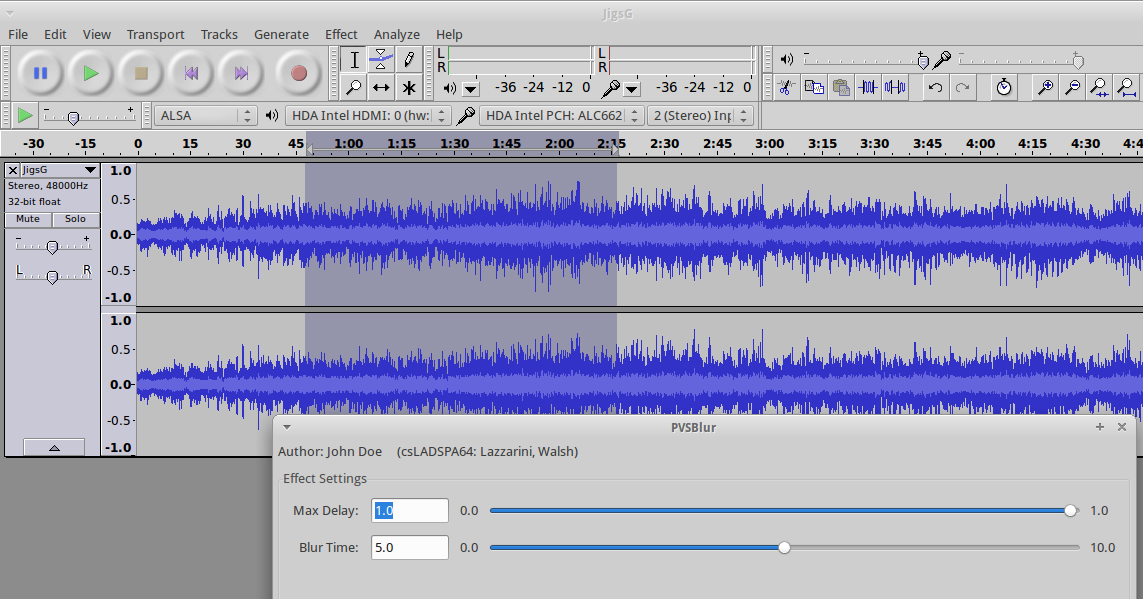 JigsG
File Edit View Transport Tracks Generate Effect Analyze Help
L L
R R
-36 -24 -12 0 -36 -24 -12 0
ALSA HDA Intel HDMI: 0 (hw: HDA Intel PCH: ALC662 2 (Stereo) Inp
-30 -15 0 15 30 45 1:00 1:15 1:30 1:45 2:00 2:15 2:30 2:45 3:00 3:15 3:30 3:45 4:00 4:15 4:30 4:4
JigsG 1.0
Stereo, 48000Hz
32-bit float 0.5
Mute Solo
- + 0.0
L R -0.5
-1.0
1.0
0.5
0.0
-0.5
-1.0
PVSBlur
Author: John Doe (csLADSPA64: Lazzarini, Walsh)
Effect Settings
Max Delay: 1.0 0.0 1.0
Blur Time: 5.0 0.0 10.0